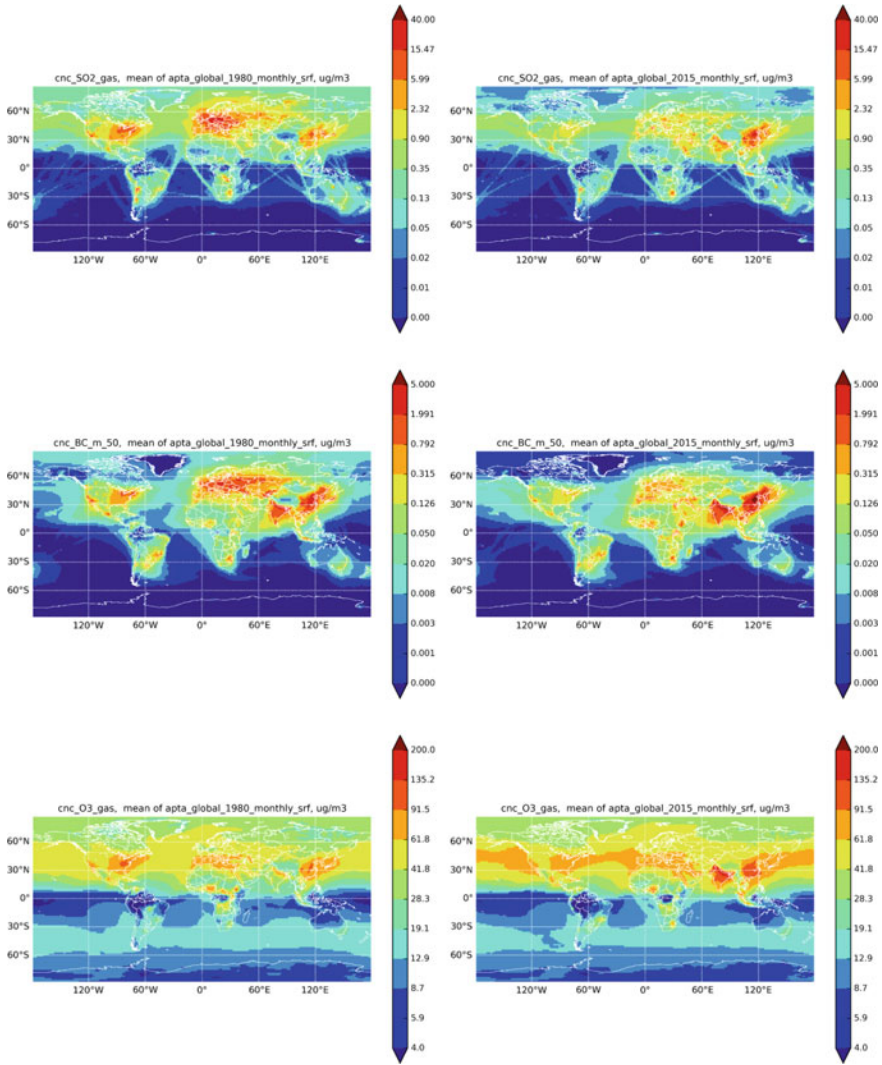 cnc_SO2_gas, mean of apta_global_1980_monthly_srf, ug/m3
60°N
30°N
0°
30°S
60°S
120°W 60°W 0° 60°E 120°E
40.00
15.47
5.99
2.32
0.90
0.35
0.13
0.05
0.02
0.01
0.00
cnc_SO2_gas, mean of apta_global_2015_monthly_srf, ug/m3
60°N
30°N
0°
30°S
60°S
120°W 60°W 0° 60°E 120°E
40.00
15.47
5.99
2.32
0.90
0.35
0.13
0.05
0.02
0.01
0.00
cnc_BC_m_50, mean of apta_global_1980_monthly_srf, ug/m3
60°N
30°N
0°
30°S
60°S
120°W 60°W 0° 60°E 120°E
5.000
1.991
0.792
0.315
0.126
0.050
0.020
0.008
0.003
0.001
0.000
cnc_BC_m_50, mean of apta_global_2015_monthly_srf, ug/m3
60°N
30°N
0°
30°S
60°S
120°W 60°W 0° 60°E 120°E
5.000
1.991
0.792
0.315
0.126
0.050
0.020
0.008
0.003
0.001
0.000
cnc_O3_gas, mean of apta_global_1980_monthly_srf, ug/m3
60°N
30°N
0°
30°S
60°S
120°W 60°W 0° 60°E 120°E
200.0
135.2
91.5
61.8
41.8
28.3
19.1
12.9
8.7
5.9
4.0
cnc_O3_gas, mean of apta_global_2015_monthly_srf, ug/m3
60°N
30°N
0°
30°S
60°S
120°W 60°W 0° 60°E 120°E
200.0
135.2
91.5
61.8
41.8
28.3
19.1
12.9
8.7
5.9
4.0